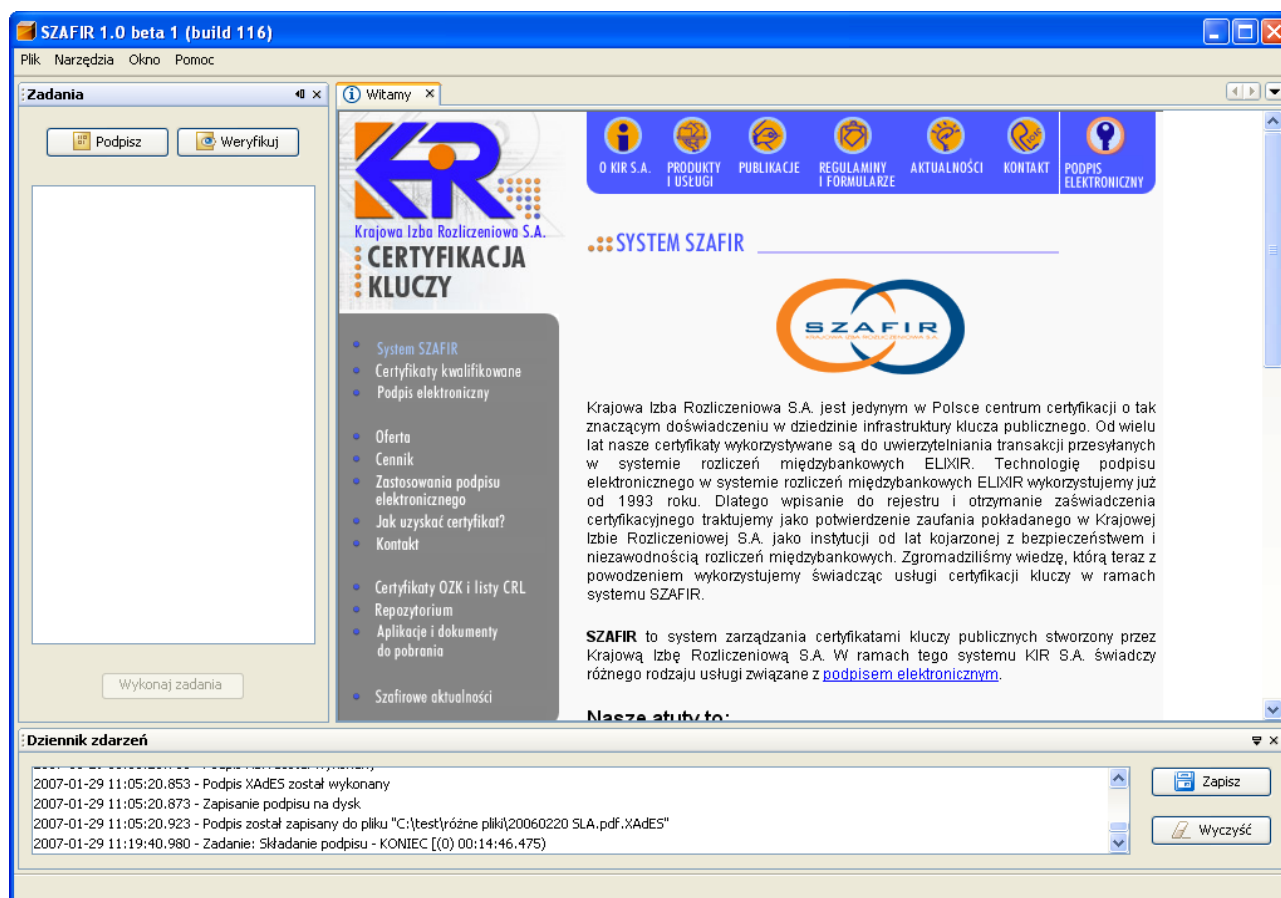 SZAFIR 1.0 beta 1 (build 116)
Plik Narzędzia Okno Pomoc
Zadania
Podpisz
Weryfikuj
Wykonaj zadania
Witamy
KIR
Krajowa Izba Rozliczeniowa S.A.
CERTYFIKACJA
KLUCZY
System SZAFIR
Certyfikaty kwalifikowane
Podpis elektroniczny
Oferta
Cennik
Zastosowania podpisu
elektronicznego
Jak uzyskać certyfikat?
Kontakt
Certyfikaty OZK i listy CRL
Repozytorium
Aplikacje i dokumenty
do pobrania
Szafirowe aktualności
O KIR S.A.
PRODUKTY
I USŁUGI
PUBLIKACJE
REGULAMINY
I FORMULARZE
AKTUALNOŚCI
KONTAKT
PODPIS
ELEKTRONICZNY
SYSTEM SZAFIR
SZAFIR
KRAJOWA IZBA ROZLICZENIOWA S.A.
Krajowa Izba Rozliczeniowa S.A. jest jedynym w Polsce centrum certyfikacji o tak
znaczącym doświadczeniu w dziedzinie infrastruktury klucza publicznego. Od wielu
lat nasze certyfikaty wykorzystywane są do uwierzytelniania transakcji przesyłanych
w systemie rozliczeń międzybankowych ELIXIR. Technologię podpisu
elektronicznego w systemie rozliczeń międzybankowych ELIXIR wykorzystujemy już
od 1993 roku. Dlatego wpisanie do rejestru i otrzymanie zaświadczenia
certyfikacyjnego traktujemy jako potwierdzenie zaufania pokładanego w Krajowej
Izbie Rozliczeniowej S.A. jako instytucji od lat kojarzonej z bezpieczeństwem i
niezawodnością rozliczeń międzybankowych. Zgromadziliśmy wiedzę, którą teraz z
powodzeniem wykorzystujemy świadcząc usługi certyfikacji kluczy w ramach
systemu SZAFIR.
SZAFIR to system zarządzania certyfikatami kluczy publicznych stworzony przez
Krajową Izbę Rozliczeniową S.A. W ramach tego systemu KIR S.A. świadczy
różnego rodzaju usługi związane z podpisem elektronicznym.
Nasze atuty to:
Dziennik zdarzeń
2007-01-29 11:05:20.853 - Podpis XAdES został wykonany
2007-01-29 11:05:20.873 - Zapisanie podpisu na dysk
2007-01-29 11:05:20.923 - Podpis został zapisany do pliku "C:\test\różne pliki\20060220 SLA.pdf.XAdES"
2007-01-29 11:19:40.980 - Zadanie: Składanie podpisu - KONIEC [(0) 00:14:46.475)
Zapisz
Wyczyść